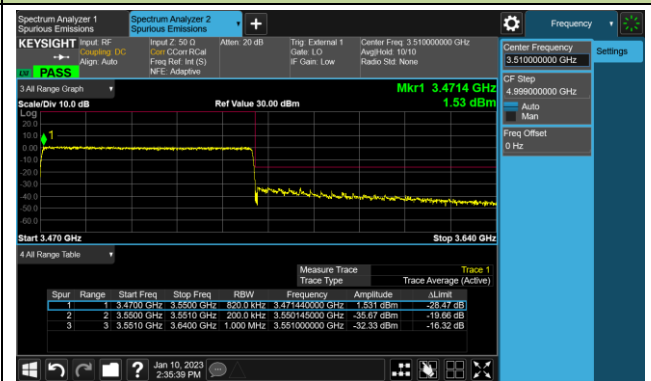 Spectrum Analyzer 1
Spurious Emissions
Spectrum Analyzer 2
Spurious Emissions
Frequency
KEYSIGHT
Input: RF
Coupling: DC
Align: Auto
Input Z: 50 Ω
Corr CCorr RCal
Freq Ref: Int (S)
NFE: Adaptive
Atten: 20 dB
Trig: External 1
Gate: LO
IF Gain: Low
Center Freq: 3.510000000 GHz
Avg|Hold: 10/10
Radio Std: None
PASS
Center Frequency
3.510000000 GHz
Settings
CF Step
4.999000000 GHz
Auto
Man
Freq Offset
0 Hz
3 All Range Graph
Mkr1 3.4714 GHz
Scale/Div 10.0 dB
Ref Value 30.00 dBm
1.53 dBm
Log
20.0
10.0
0.00
-10.0
-20.0
-30.0
-40.0
-50.0
-60.0
1
Start 3.470 GHz
Stop 3.640 GHz
4 All Range Table
Measure Trace Trace 1
Trace Type Trace Average (Active)
Spur Range Start Freq Stop Freq RBW Frequency Amplitude ΔLimit
1 1 3.4700 GHz 3.5500 GHz 820.0 kHz 3.471440000 GHz 1.531 dBm -28.47 dB
2 2 3.5500 GHz 3.5510 GHz 200.0 kHz 3.550145000 GHz -35.67 dBm -19.66 dB
3 3 3.5510 GHz 3.6400 GHz 1.000 MHz 3.551000000 GHz -32.33 dBm -16.32 dB
Jan 10, 2023
2:35:39 PM